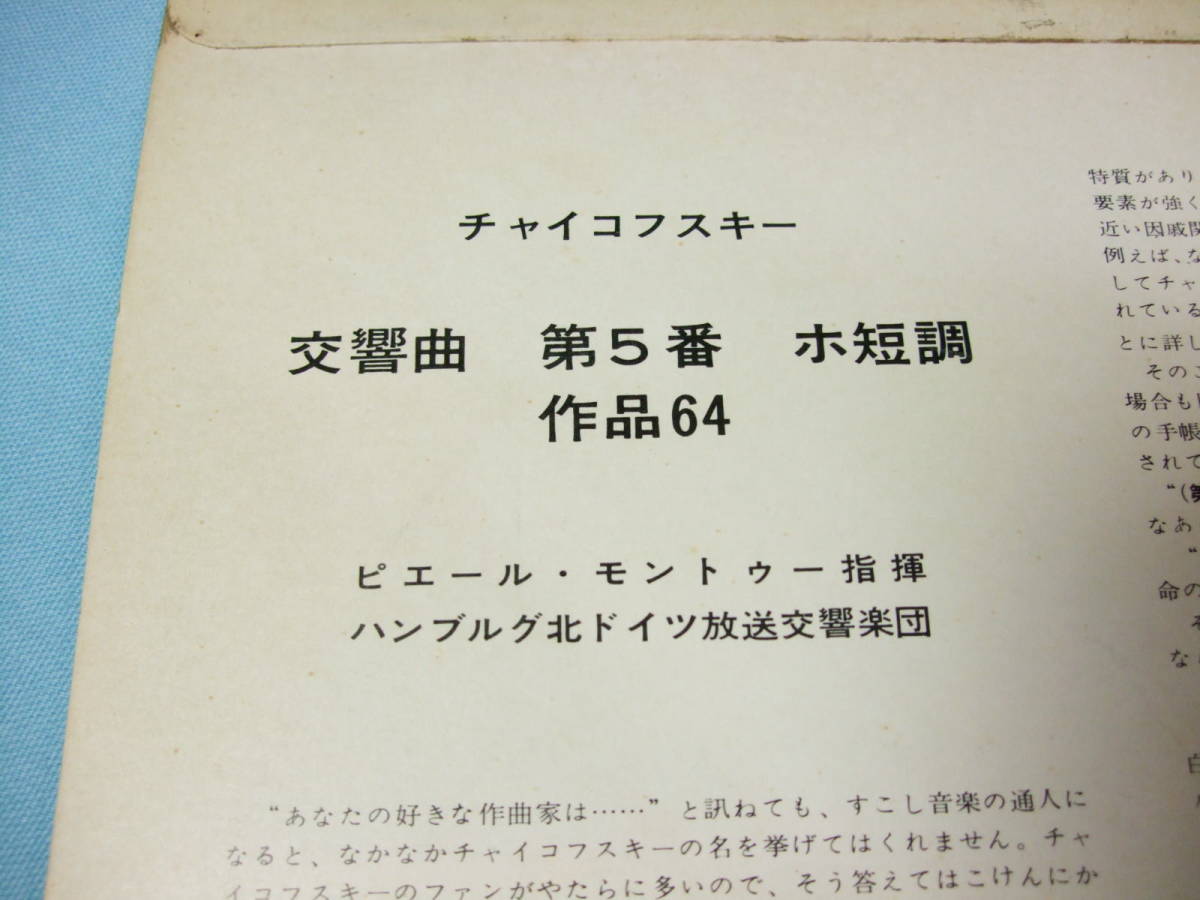 チャイコフスキー
交響曲 第5番 ホ短調
作品64
ピエール・モントゥー指揮
ハンブルグ北ドイツ放送交響楽団
“あなたの好きな作曲家は……”と訊ねても、すこし音楽の通人に
なると、なかなかチャイコフスキーの名を挙げてはくれません。チャ
イコフスキーのファンがやたらに多いので、そう答えてはこけんにか
特質があり
要素が強く
近い因戚関
例えば、な
してチャ
れている
とに詳し
そのこ
場合も
の手帳
されて
“(第
なあ
“
命の
な